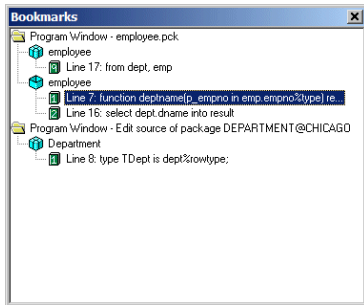 Bookmarks
Program Window - employee.pck
employee
9 Line 17: from dept, emp
employee
1 Line 7: function deptname(p_empno in emp.empno%type) re...
2 Line 16: select dept.dname into result
Program Window - Edit source of package DEPARTMENT@CHICAGO
Department
1 Line 8: type TDept is dept%rowtype;